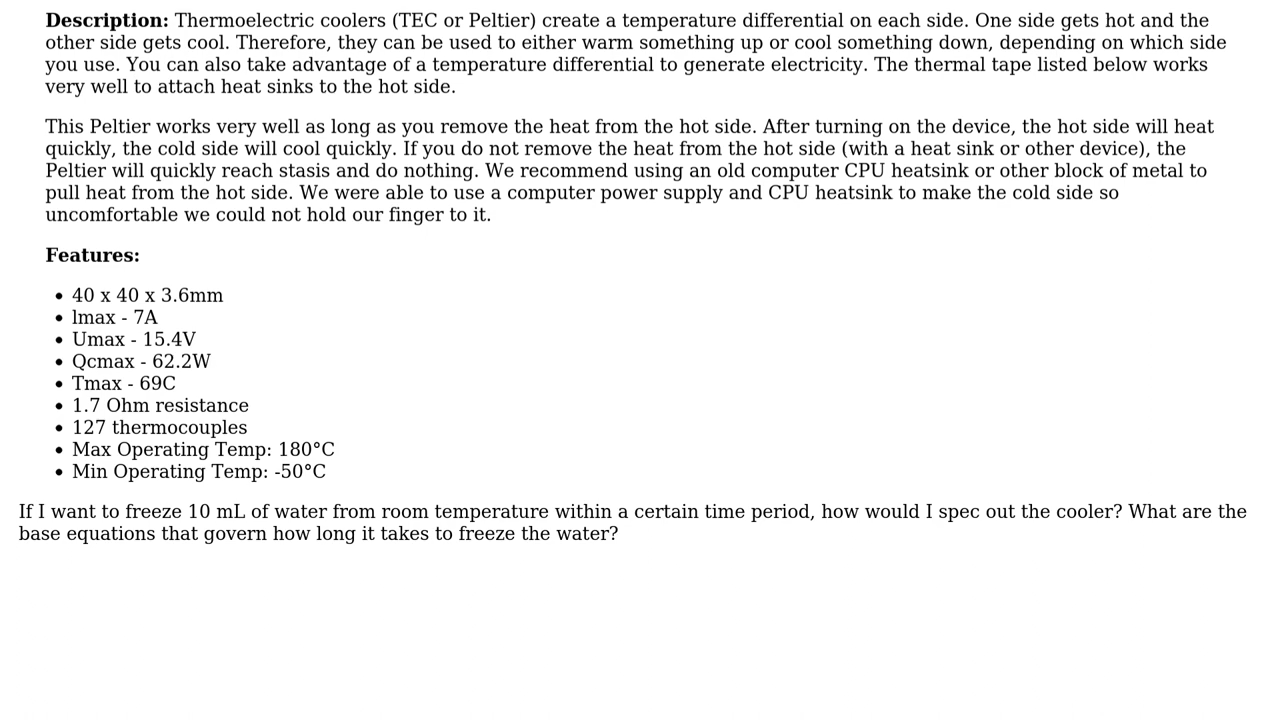 Description: Thermoelectric coolers (TEC or Peltier) create a temperature differential on each side. One side gets hot and the
other side gets cool. Therefore, they can be used to either warm something up or cool something down, depending on which side
you use. You can also take advantage of a temperature differential to generate electricity. The thermal tape listed below works
very well to attach heat sinks to the hot side.
This Peltier works very well as long as you remove the heat from the hot side. After turning on the device, the hot side will heat
quickly, the cold side will cool quickly. If you do not remove the heat from the hot side (with a heat sink or other device), the
Peltier will quickly reach stasis and do nothing. We recommend using an old computer CPU heatsink or other block of metal to
pull heat from the hot side. We were able to use a computer power supply and CPU heatsink to make the cold side so
uncomfortable we could not hold our finger to it.
Features:
• 40 x 40 x 3.6mm
• lmax - 7A
• Umax - 15.4V
• Qcmax - 62.2W
• Tmax - 69C
• 1.7 Ohm resistance
• 127 thermocouples
• Max Operating Temp: 180°C
• Min Operating Temp: -50°C
If I want to freeze 10 mL of water from room temperature within a certain time period, how would I spec out the cooler? What are the
base equations that govern how long it takes to freeze the water?